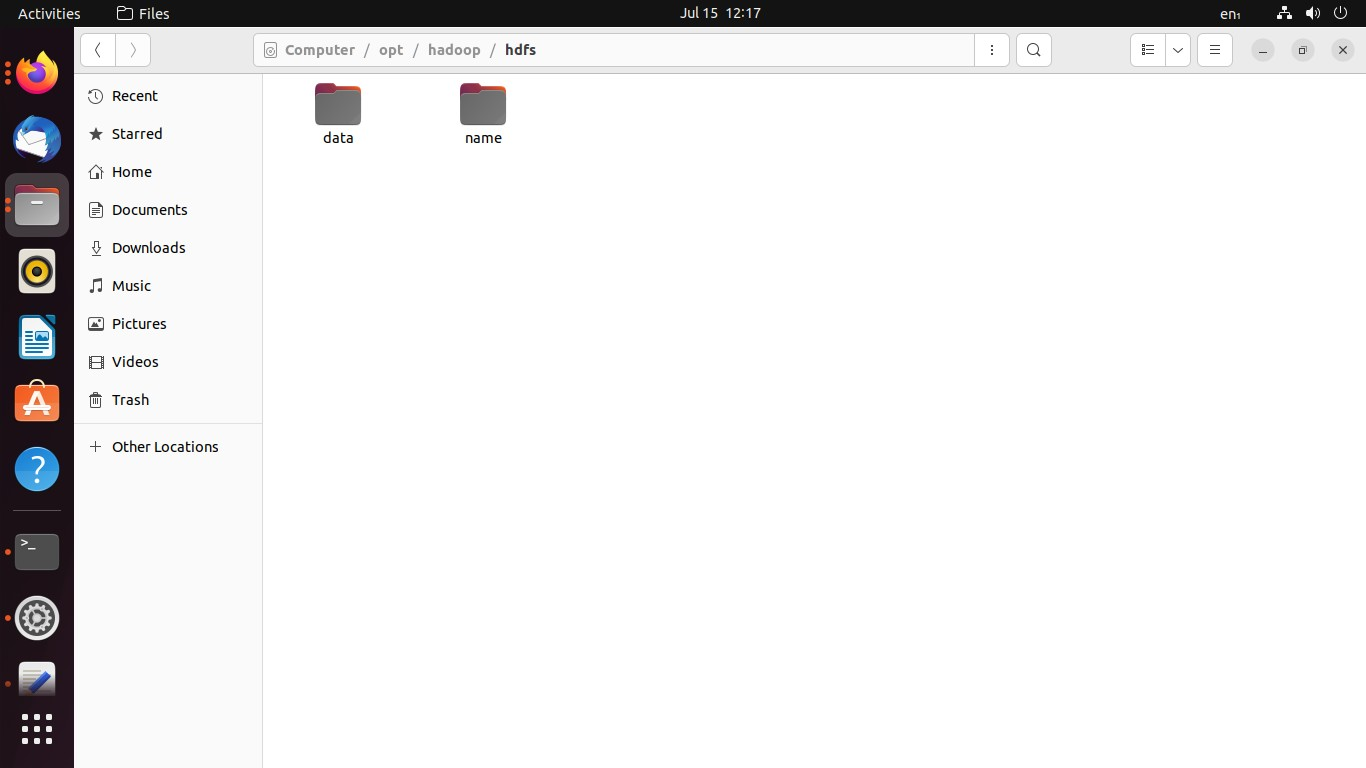 Activities Files Jul 15 12:17 en₁
Computer / opt / hadoop / hdfs
Recent
Starred
Home
Documents
Downloads
Music
Pictures
Videos
Trash
Other Locations
data name
>_